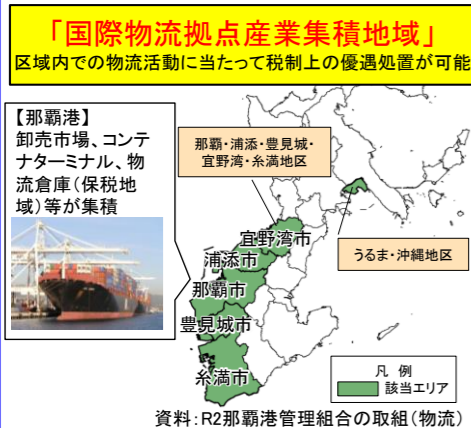 「国際物流拠点産業集積地域」
区域内での物流活動に当たって税制上の優遇処置が可能
【那覇港】
卸売市場、コンテ
ナターミナル、物
流倉庫(保税地
域)等が集積
那覇・浦添・豊見城・
宜野湾・糸満地区
うるま・沖縄地区
宜野湾市
浦添市
那覇市
豊見城市
糸満市
凡 例
該当エリア
資料:R2那覇港管理組合の取組(物流)